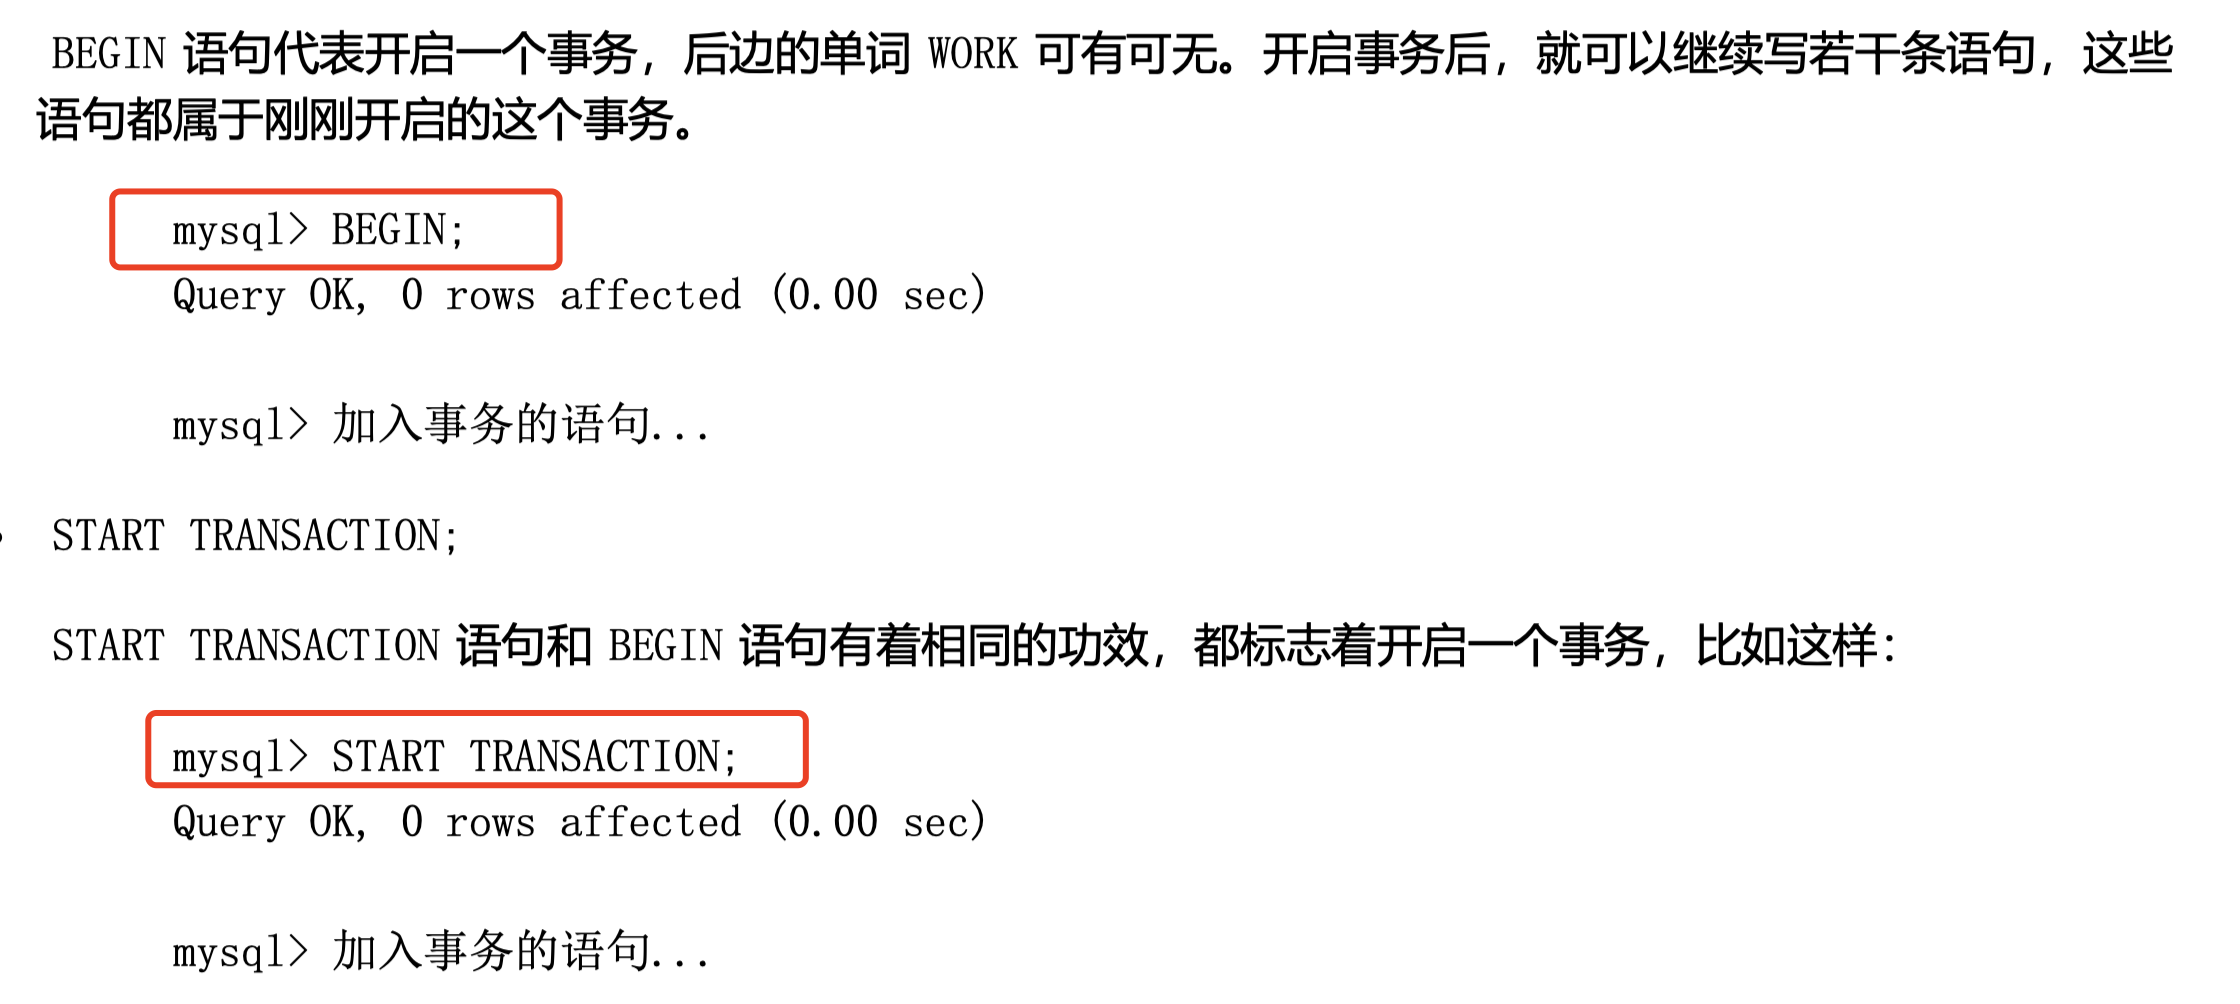 BEGIN 语句代表开启一个事务，后边的单词 WORK 可有可无。开启事务后，就可以继续写若干条语句，这些
语句都属于刚刚开启的这个事务。
mysql> BEGIN;
Query OK, 0 rows affected (0.00 sec)
mysql> 加入事务的语句...
START TRANSACTION;
START TRANSACTION 语句和 BEGIN 语句有着相同的功效，都标志着开启一个事务，比如这样：
mysql> START TRANSACTION;
Query OK, 0 rows affected (0.00 sec)
mysql> 加入事务的语句...